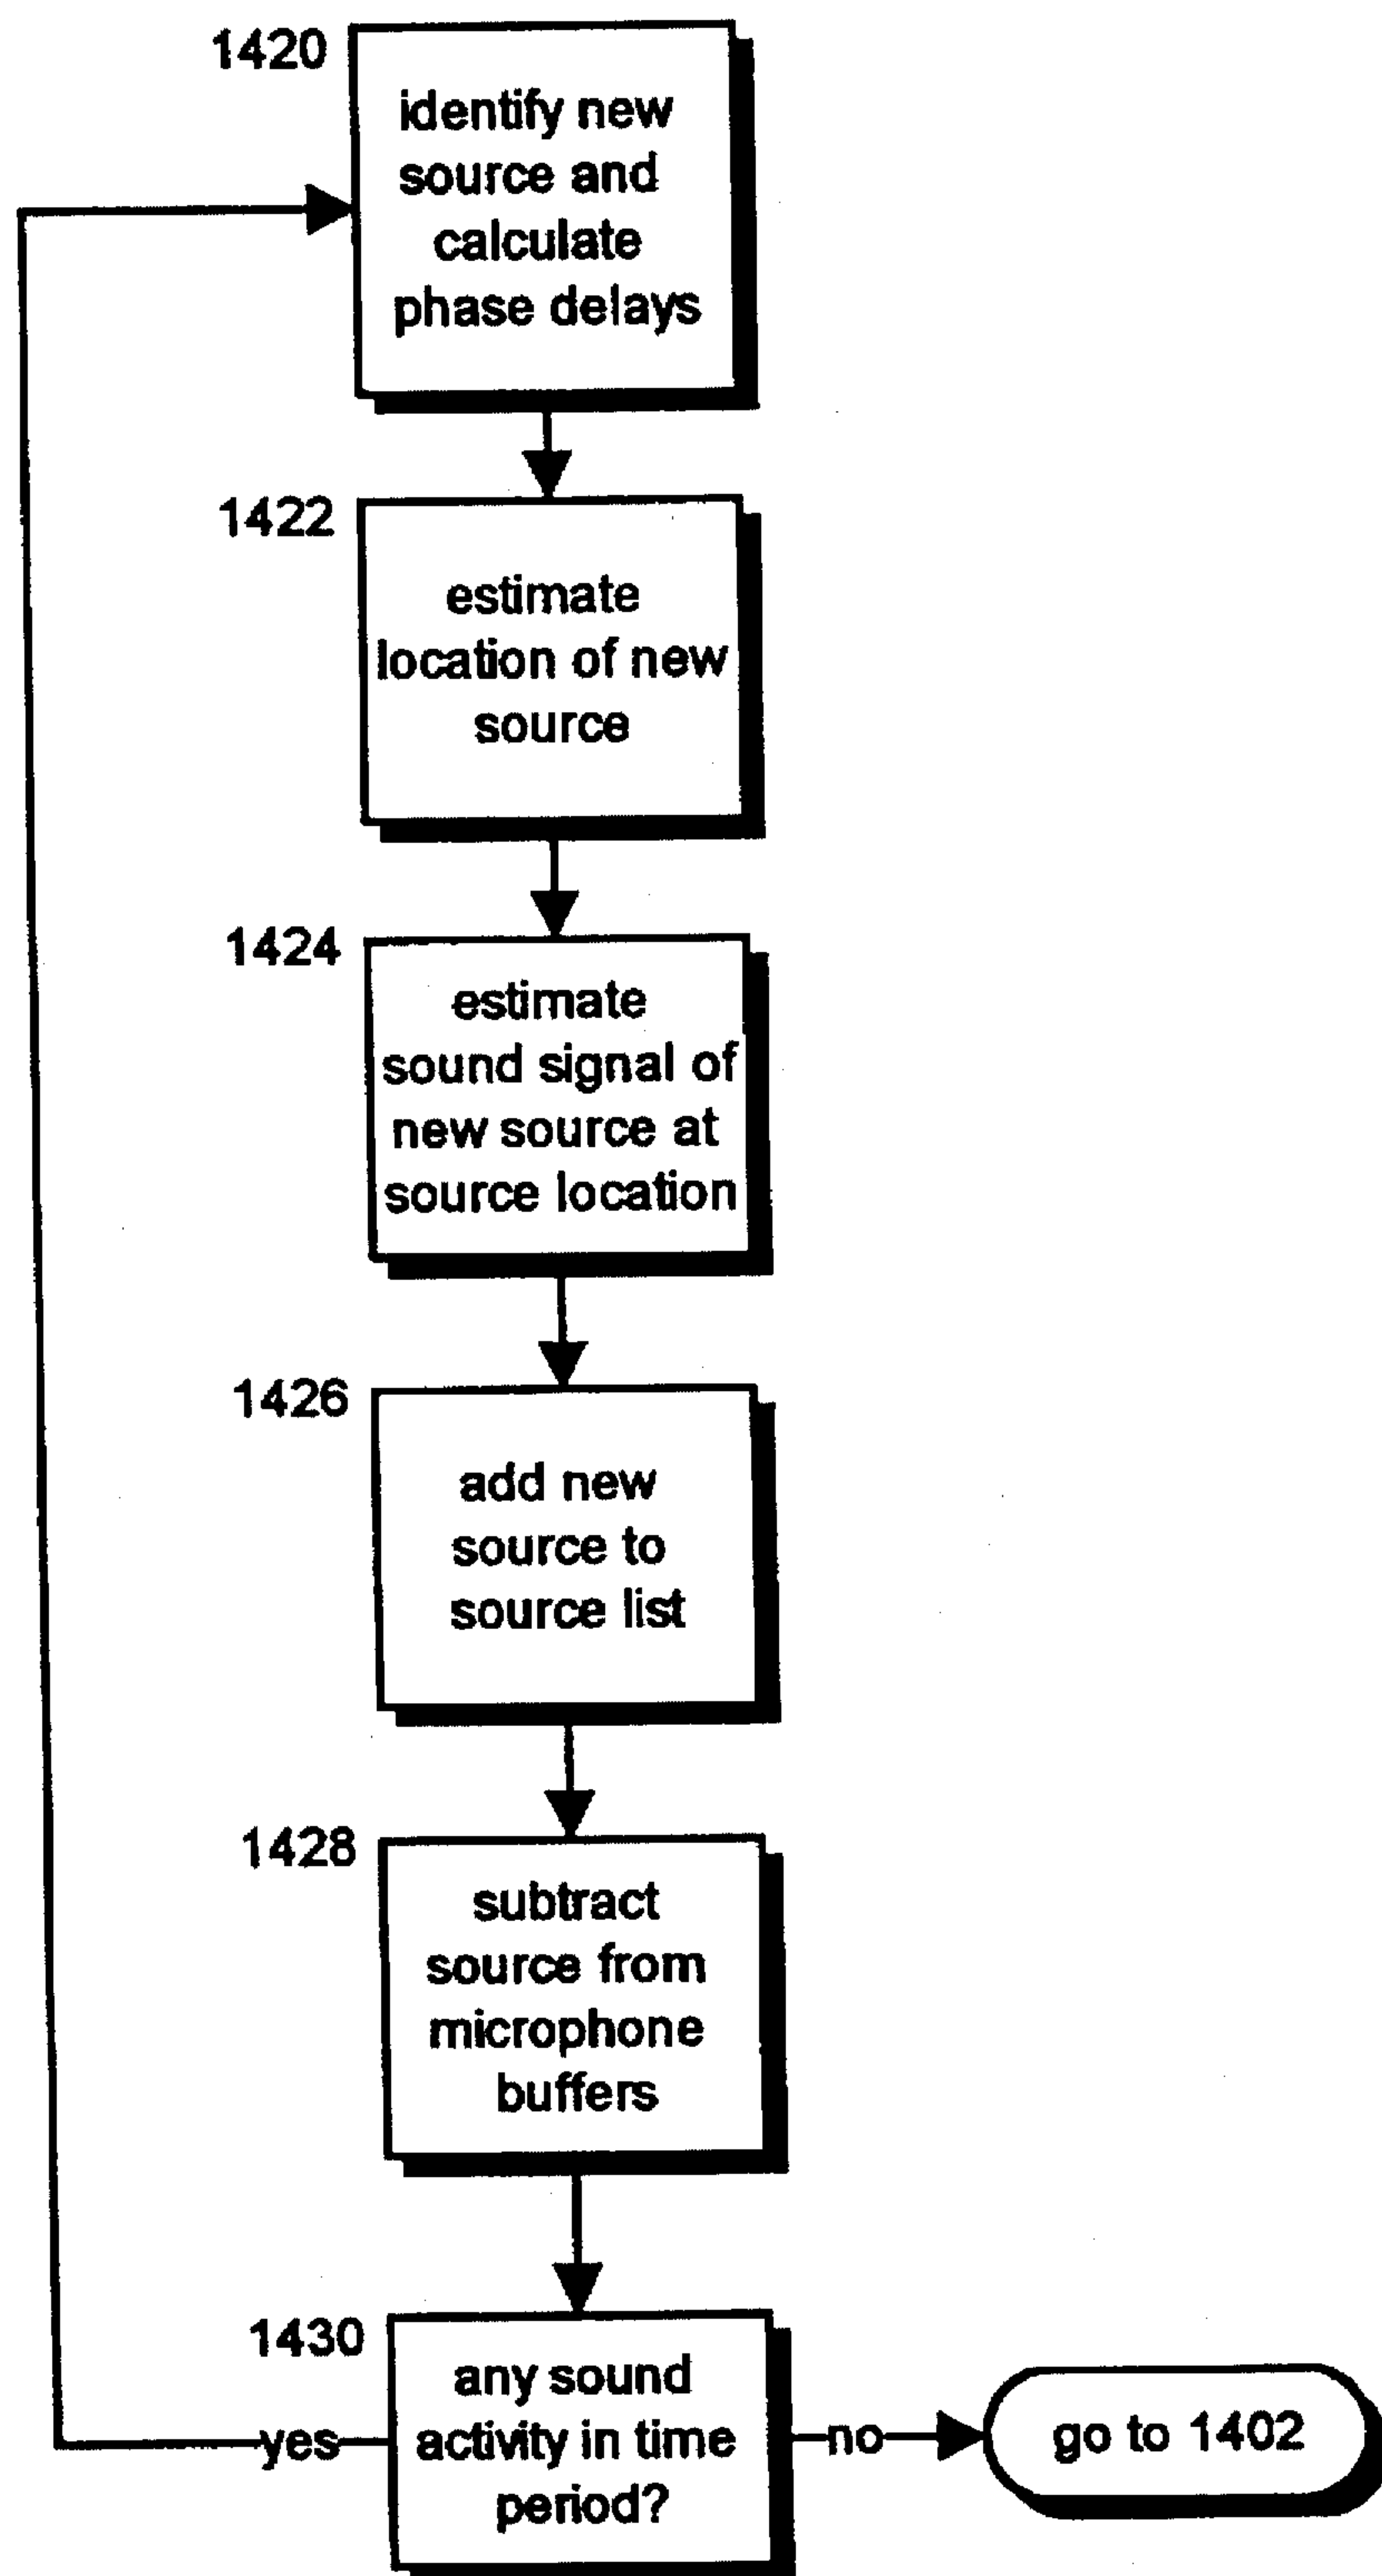 1420
identify new
source and
calculate
phase delays
1422
estimate
location of new
source
1424
estimate
sound signal of
new source at
source location
1426
add new
source to
source list
1428
subtract
source from
microphone
buffers
1430
any sound
activity in time
period?
yes
no
go to 1402